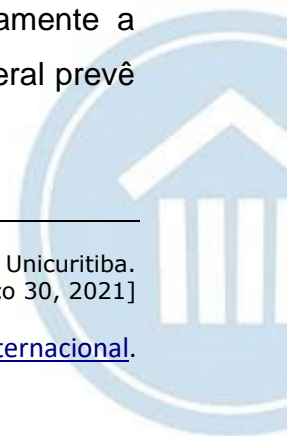 amente a
eral prevê
Unicuritiba.
o 30, 2021]
ternacional.